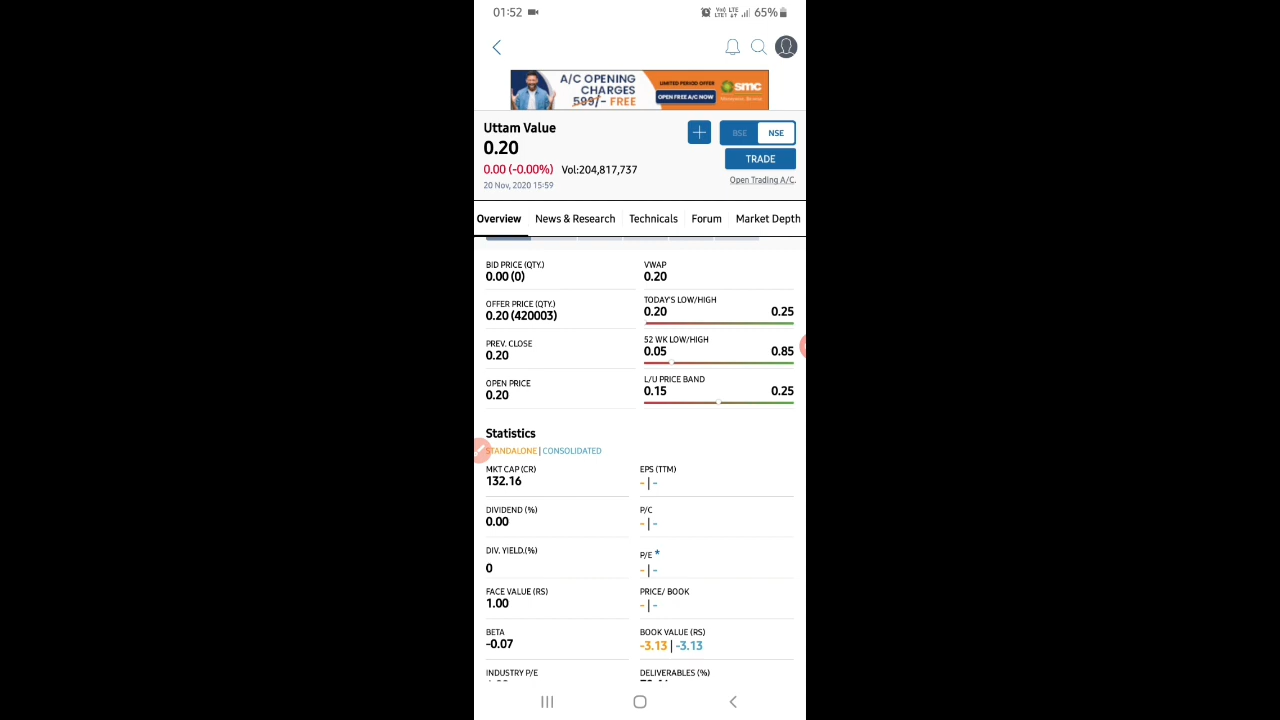 01:52
Vo) LTE
LTE1
65%
A/C OPENING
CHARGES
599/- FREE
LIMITED PERIOD OFFER
OPEN FREE A/C NOW
smc
Uttam Value
0.20
0.00 (-0.00%) Vol:204,817,737
20 Nov, 2020 15:59
BSE NSE
TRADE
Open Trading A/C.
Overview News & Research Technicals Forum Market Depth
BID PRICE (QTY.)
0.00 (0)
VWAP
0.20
OFFER PRICE (QTY.)
0.20 (420003)
TODAY'S LOW/HIGH
0.20 0.25
PREV. CLOSE
0.20
52 WK LOW/HIGH
0.05 0.85
OPEN PRICE
0.20
L/U PRICE BAND
0.15 0.25
Statistics
STANDALONE | CONSOLIDATED
MKT CAP (CR)
132.16
EPS (TTM)
- | -
DIVIDEND (%)
0.00
P/C
- | -
DIV. YIELD.(%)
0
P/E *
- | -
FACE VALUE (RS)
1.00
PRICE/ BOOK
- | -
BETA
-0.07
BOOK VALUE (RS)
-3.13 | -3.13
INDUSTRY P/E
DELIVERABLES (%)